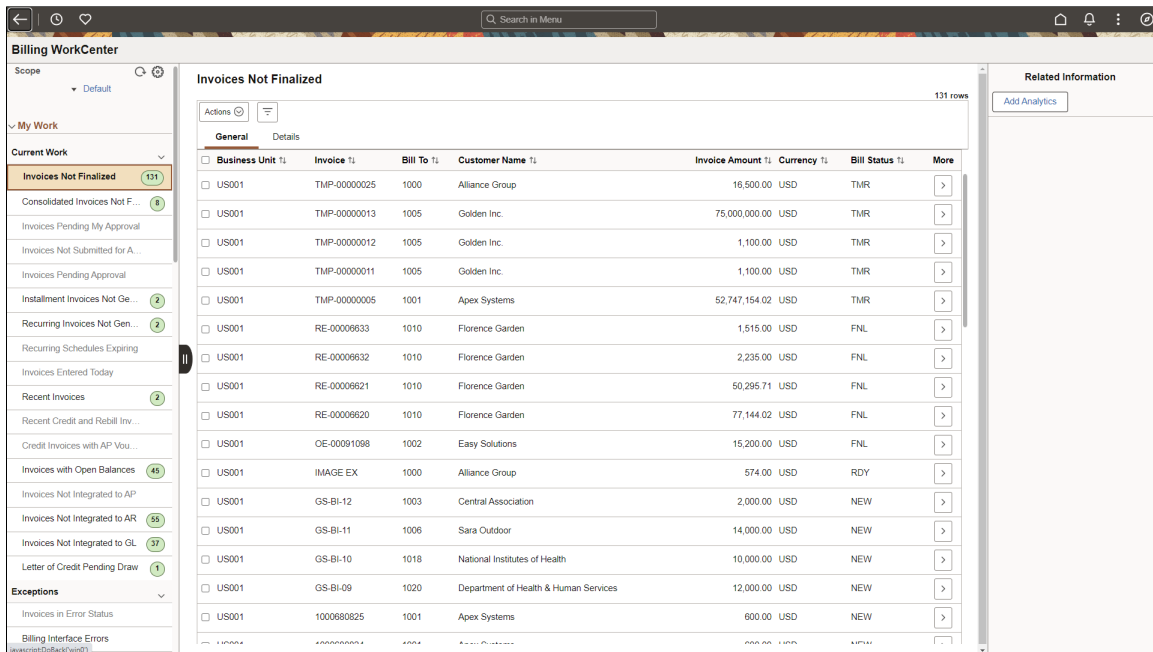 Search in Menu
Billing WorkCenter
Scope
Default
My Work
Current Work
Invoices Not Finalized 131
Consolidated Invoices Not F... 8
Invoices Pending My Approval
Invoices Not Submitted for A...
Invoices Pending Approval
Installment Invoices Not Ge... 2
Recurring Invoices Not Gen... 2
Recurring Schedules Expiring
Invoices Entered Today
Recent Invoices 2
Recent Credit and Rebill Inv...
Credit Invoices with AP Vou...
Invoices with Open Balances 45
Invoices Not Integrated to AP
Invoices Not Integrated to AR 55
Invoices Not Integrated to GL 37
Letter of Credit Pending Draw 1
Exceptions
Invoices in Error Status
Billing Interface Errors
javascript:DoBack('win0')
Invoices Not Finalized
131 rows
Actions
General Details
Business Unit Invoice Bill To Customer Name Invoice Amount Currency Bill Status More
US001 TMP-00000025 1000 Alliance Group 16,500.00 USD TMR
US001 TMP-00000013 1005 Golden Inc. 75,000,000.00 USD TMR
US001 TMP-00000012 1005 Golden Inc. 1,100.00 USD TMR
US001 TMP-00000011 1005 Golden Inc. 1,100.00 USD TMR
US001 TMP-00000005 1001 Apex Systems 52,747,154.02 USD TMR
US001 RE-00006633 1010 Florence Garden 1,515.00 USD FNL
US001 RE-00006632 1010 Florence Garden 2,235.00 USD FNL
US001 RE-00006621 1010 Florence Garden 50,295.71 USD FNL
US001 RE-00006620 1010 Florence Garden 77,144.02 USD FNL
US001 OE-00091098 1002 Easy Solutions 15,200.00 USD FNL
US001 IMAGE EX 1000 Alliance Group 574.00 USD RDY
US001 GS-BI-12 1003 Central Association 2,000.00 USD NEW
US001 GS-BI-11 1006 Sara Outdoor 14,000.00 USD NEW
US001 GS-BI-10 1018 National Institutes of Health 10,000.00 USD NEW
US001 GS-BI-09 1020 Department of Health & Human Services 12,000.00 USD NEW
US001 1000680825 1001 Apex Systems 600.00 USD NEW
Related Information
Add Analytics